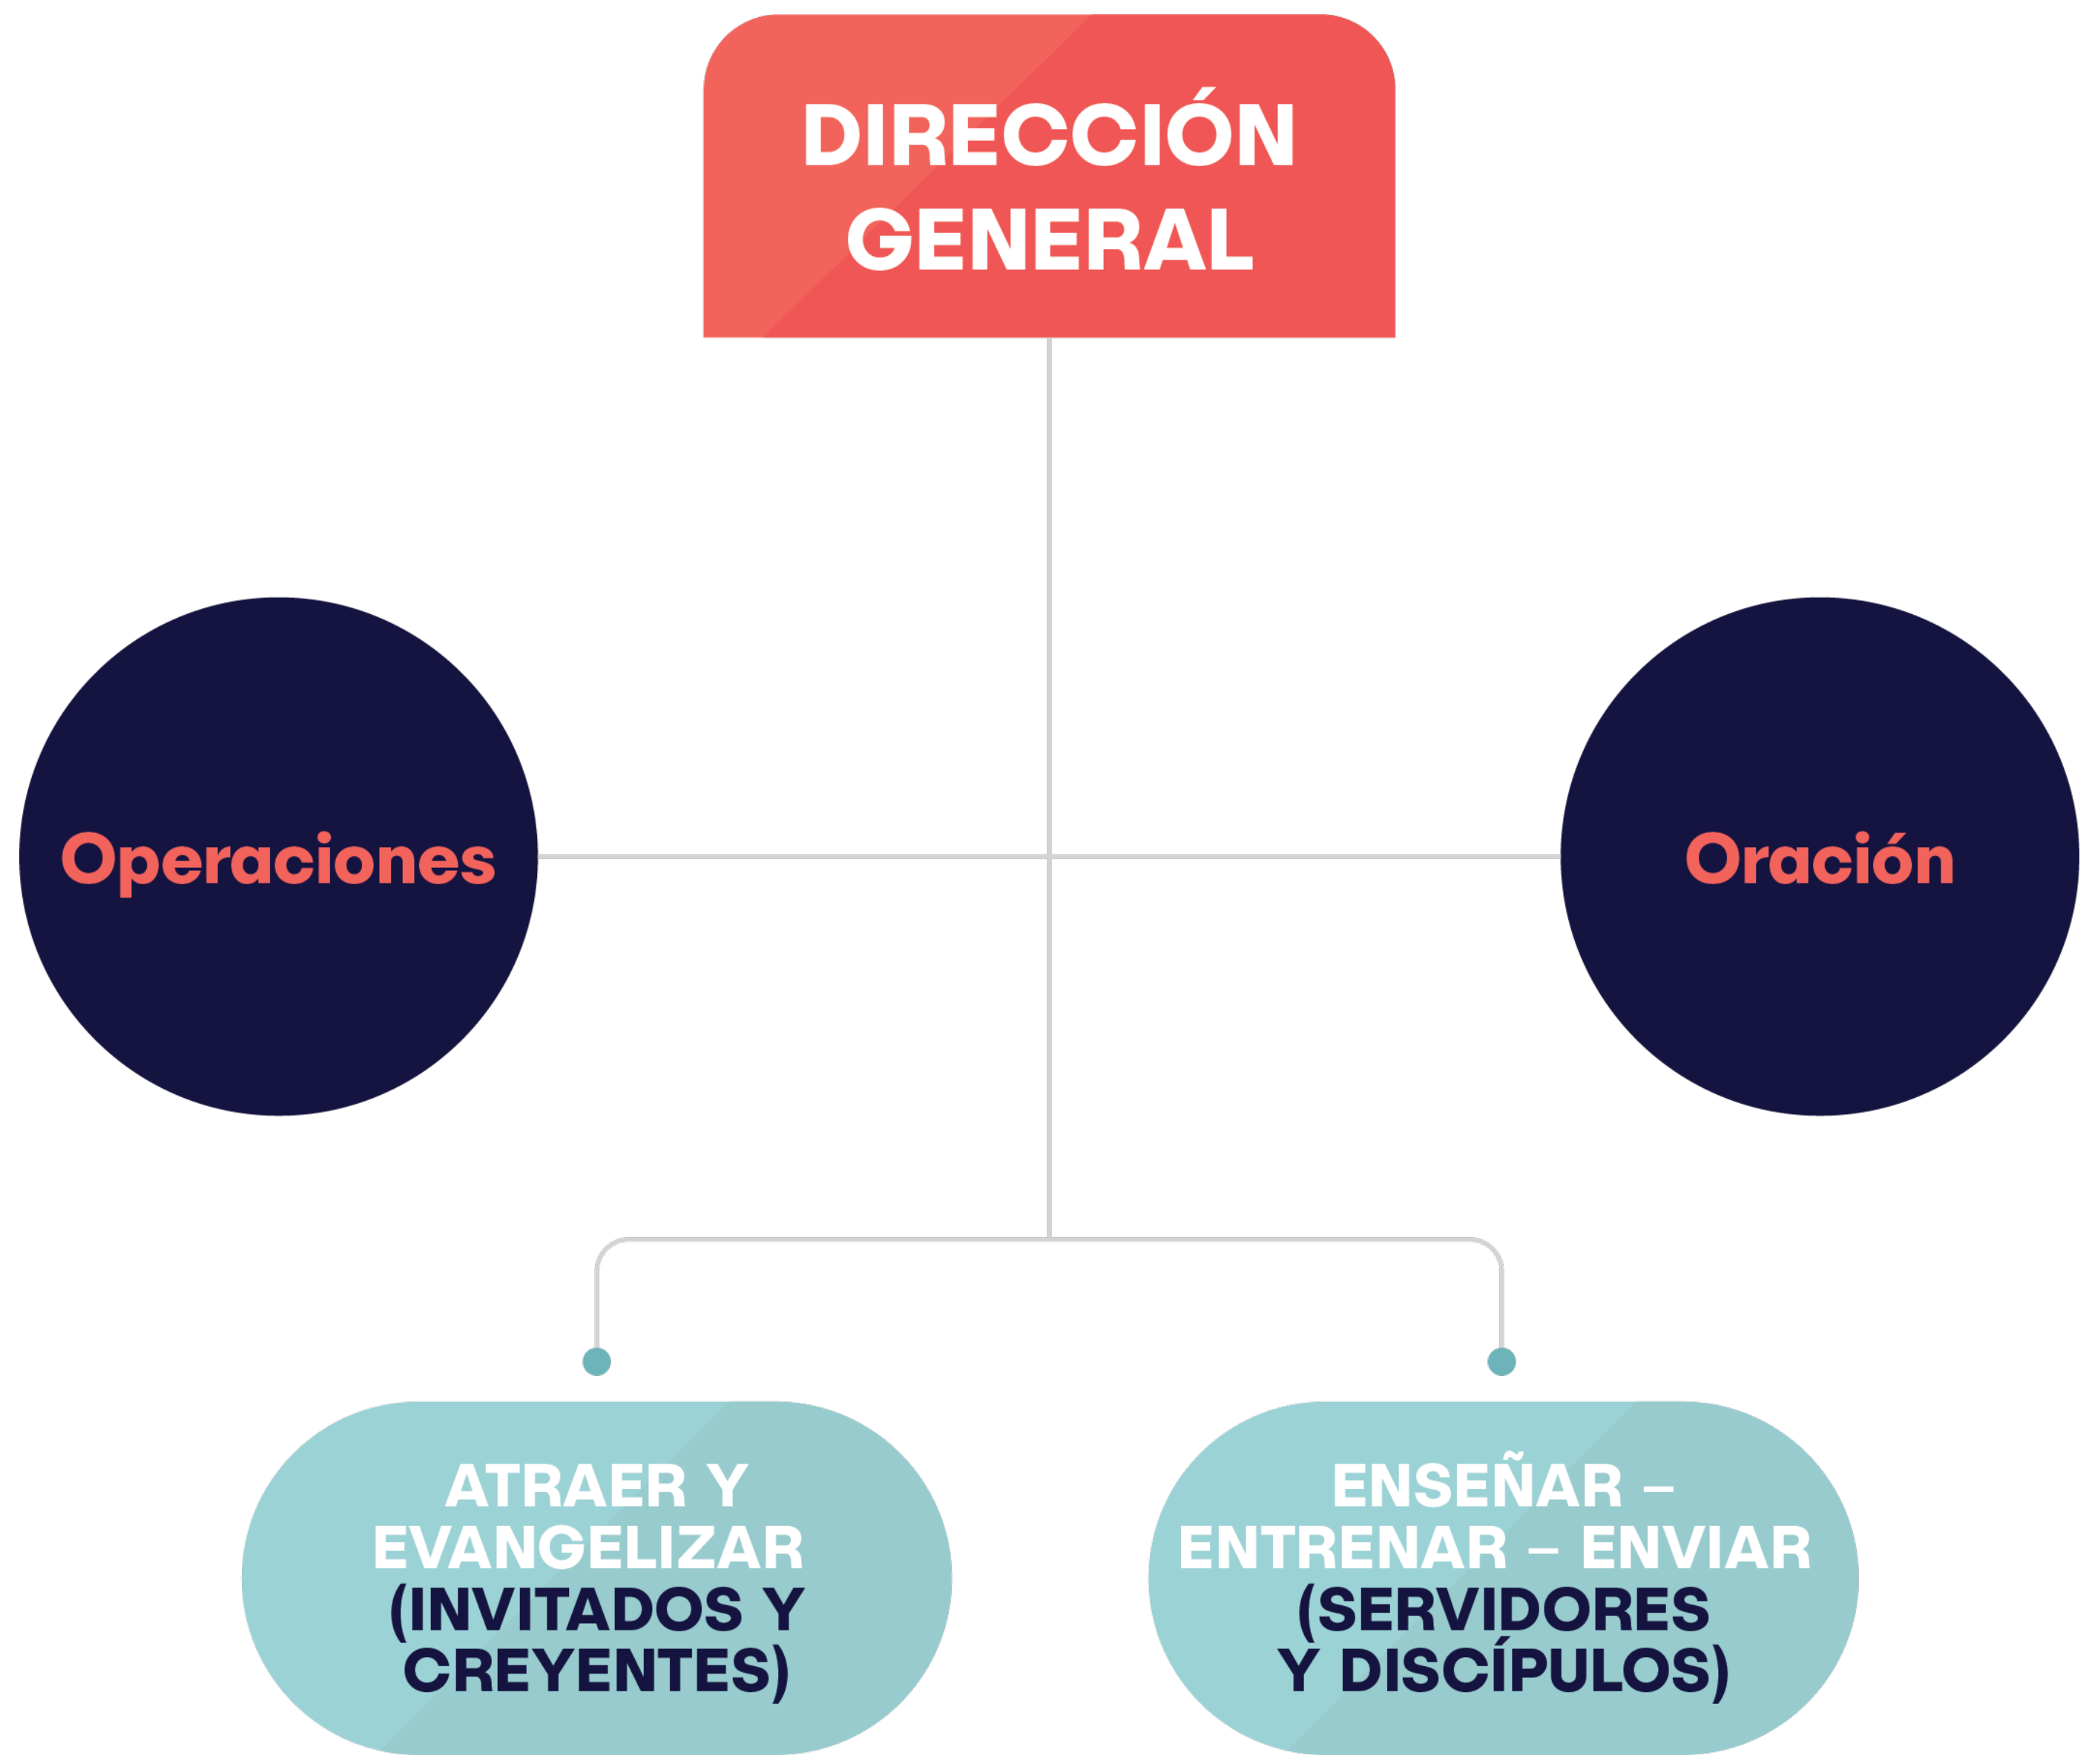 DIRECCIÓN
GENERAL
Operaciones
Oración
ATRAER Y
EVANGELIZAR
(INVITADOS Y
CREYENTES)
ENSEÑAR –
ENTRENAR – ENVIAR
(SERVIDORES
Y DISCÍPULOS)